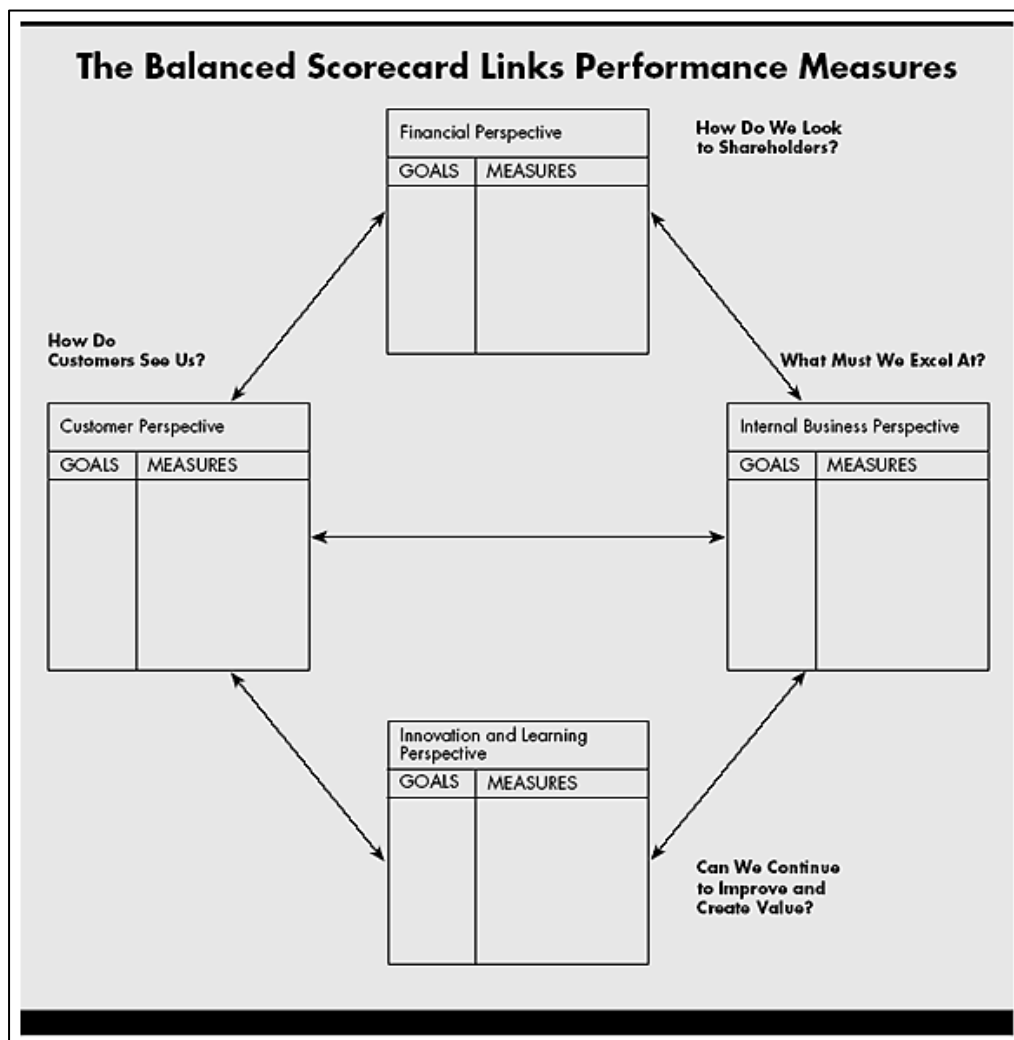 The Balanced Scorecard Links Performance Measures
Financial Perspective
GOALS MEASURES
How Do We Look
to Shareholders?
How Do
Customers See Us?
What Must We Excel At?
Customer Perspective
GOALS MEASURES
Internal Business Perspective
GOALS MEASURES
Innovation and Learning
Perspective
GOALS MEASURES
Can We Continue
to Improve and
Create Value?